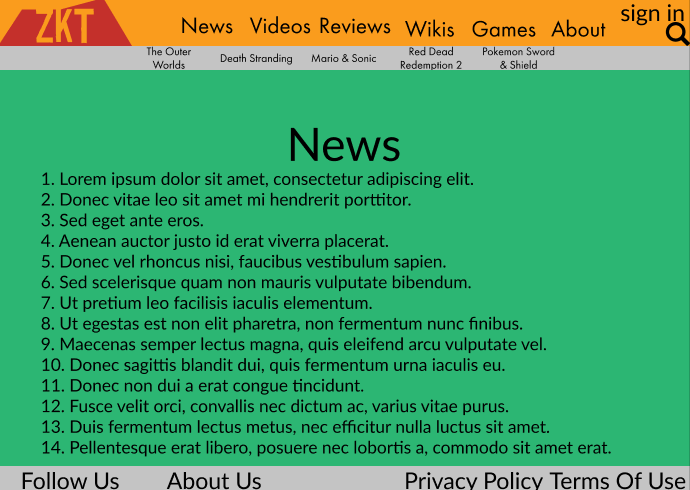 ZKT
News Videos Reviews Wikis Games About
sign in
The Outer
Worlds
Death Stranding
Mario & Sonic
Red Dead
Redemption 2
Pokemon Sword
& Shield
News
1. Lorem ipsum dolor sit amet, consectetur adipiscing elit.
2. Donec vitae leo sit amet mi hendrerit porttitor.
3. Sed eget ante eros.
4. Aenean auctor justo id erat viverra placerat.
5. Donec vel rhoncus nisi, faucibus vestibulum sapien.
6. Sed scelerisque quam non mauris vulputate bibendum.
7. Ut pretium leo facilisis iaculis elementum.
8. Ut egestas est non elit pharetra, non fermentum nunc finibus.
9. Maecenas semper lectus magna, quis eleifend arcu vulputate vel.
10. Donec sagittis blandit dui, quis fermentum urna iaculis eu.
11. Donec non dui a erat congue tincidunt.
12. Fusce velit orci, convallis nec dictum ac, varius vitae purus.
13. Duis fermentum lectus metus, nec efficitur nulla luctus sit amet.
14. Pellentesque erat libero, posuere nec lobortis a, commodo sit amet erat.
Follow Us About Us Privacy Policy Terms Of Use